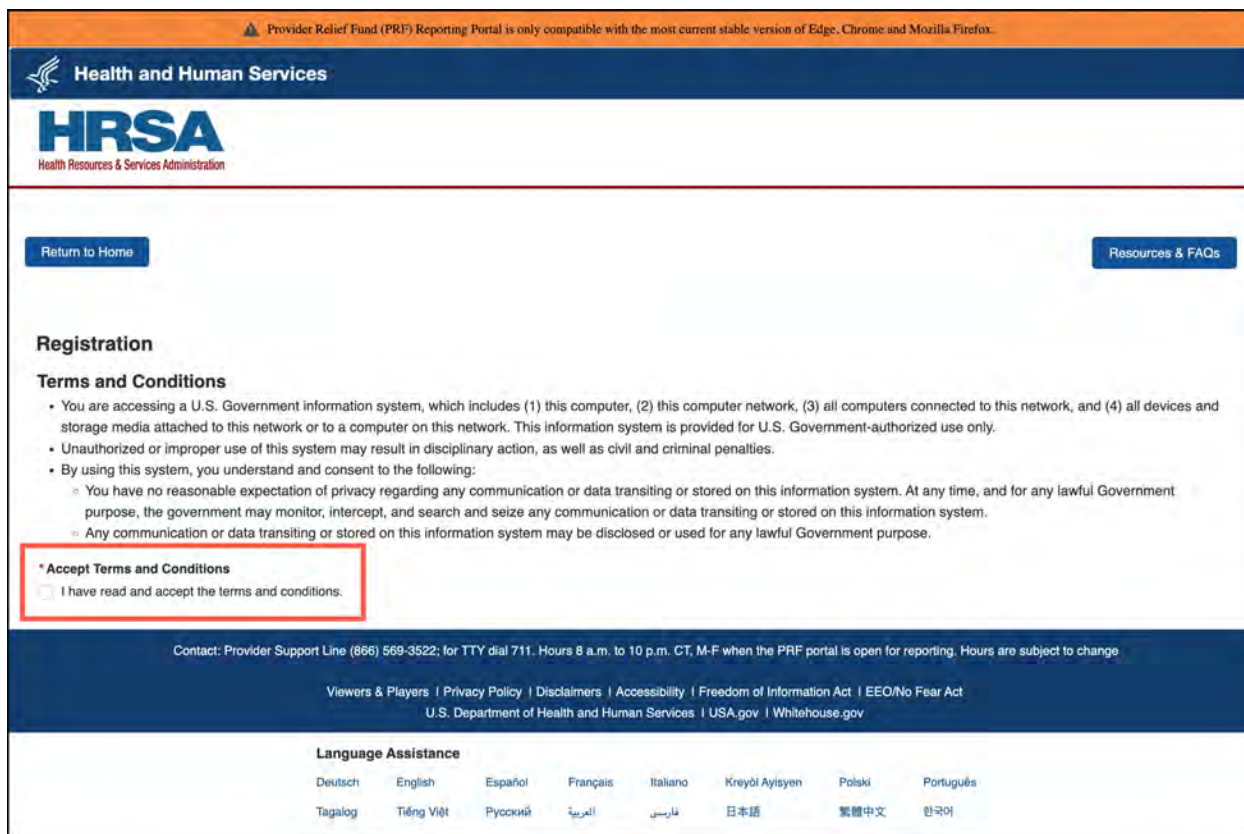 Provider Relief Fund (PRF) Reporting Portal is only compatible with the most current stable version of Edge, Chrome and Mozilla Firefox.
Health and Human Services
HRSA
Health Resources & Services Administration
Return to Home
Resources & FAQs
Registration
Terms and Conditions
• You are accessing a U.S. Government information system, which includes (1) this computer, (2) this computer network, (3) all computers connected to this network, and (4) all devices and
storage media attached to this network or to a computer on this network. This information system is provided for U.S. Government-authorized use only.
• Unauthorized or improper use of this system may result in disciplinary action, as well as civil and criminal penalties.
• By using this system, you understand and consent to the following:
◦ You have no reasonable expectation of privacy regarding any communication or data transiting or stored on this information system. At any time, and for any lawful Government
purpose, the government may monitor, intercept, and search and seize any communication or data transiting or stored on this information system.
◦ Any communication or data transiting or stored on this information system may be disclosed or used for any lawful Government purpose.
*Accept Terms and Conditions
I have read and accept the terms and conditions.
Contact: Provider Support Line (866) 569-3522; for TTY dial 711. Hours 8 a.m. to 10 p.m. CT, M-F when the PRF portal is open for reporting. Hours are subject to change
Viewers & Players | Privacy Policy | Disclaimers | Accessibility | Freedom of Information Act | EEO/No Fear Act
U.S. Department of Health and Human Services | USA.gov | Whitehouse.gov
Language Assistance
Deutsch English Español Français Italiano Kreyòl Ayisyen Polski Português
Tagalog Tiếng Việt Русский العربية فارسی 日本語 繁體中文 한국어